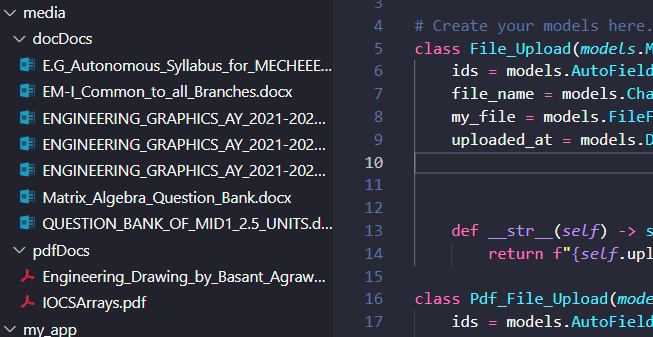 media
docDocs
E.G_Autonomous_Syllabus_for_MECHEEE...
EM-I_Common_to_all_Branches.docx
ENGINEERING_GRAPHICS_AY_2021-202...
ENGINEERING_GRAPHICS_AY_2021-202...
ENGINEERING_GRAPHICS_AY_2021-202...
Matrix_Algebra_Question_Bank.docx
QUESTION_BANK_OF_MID1_2.5_UNITS.d...
pdfDocs
Engineering_Drawing_by_Basant_Agraw...
IOCSArrays.pdf
my_app
3
4 # Create your models here.
5 class File_Upload(models.M
6 ids = models.AutoField
7 file_name = models.Cha
8 my_file = models.FileF
9 uploaded_at = models.D
10
11
12
13 def __str__(self) -> s
14 return f"{self.upl
15
16 class Pdf_File_Upload(mode
17 ids = models.AutoField